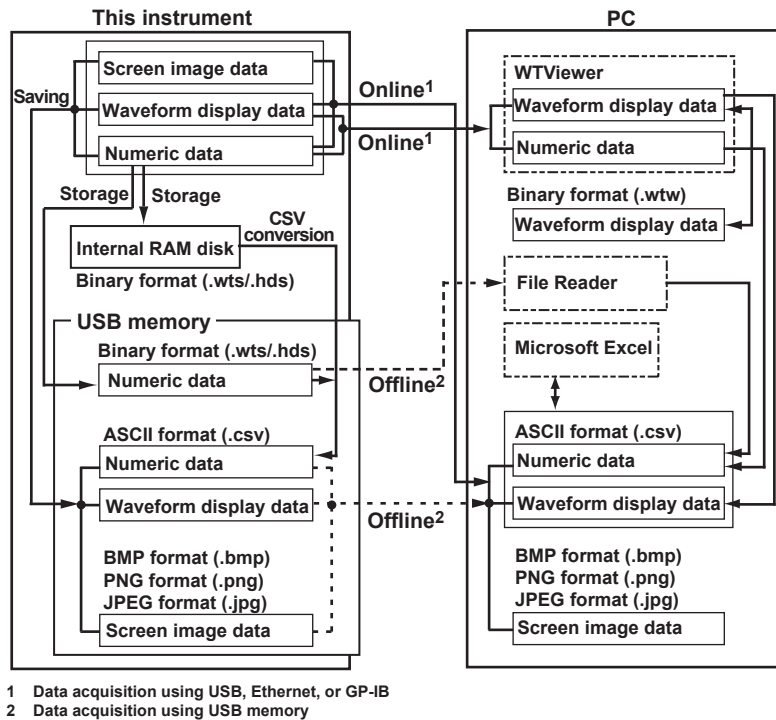 This instrument
Screen image data
Saving
Waveform display data
Online1
Numeric data
Online1
Storage
Storage
CSV
conversion
Internal RAM disk
Binary format (.wts/.hds)
USB memory
Binary format (.wts/.hds)
Numeric data
Offline2
ASCII format (.csv)
Numeric data
Waveform display data
Offline2
BMP format (.bmp)
PNG format (.png)
JPEG format (.jpg)
Screen image data
PC
WTViewer
Waveform display data
Numeric data
Binary format (.wtw)
Waveform display data
File Reader
Microsoft Excel
ASCII format (.csv)
Numeric data
Waveform display data
BMP format (.bmp)
PNG format (.png)
JPEG format (.jpg)
Screen image data
1 Data acquisition using USB, Ethernet, or GP-IB
2 Data acquisition using USB memory